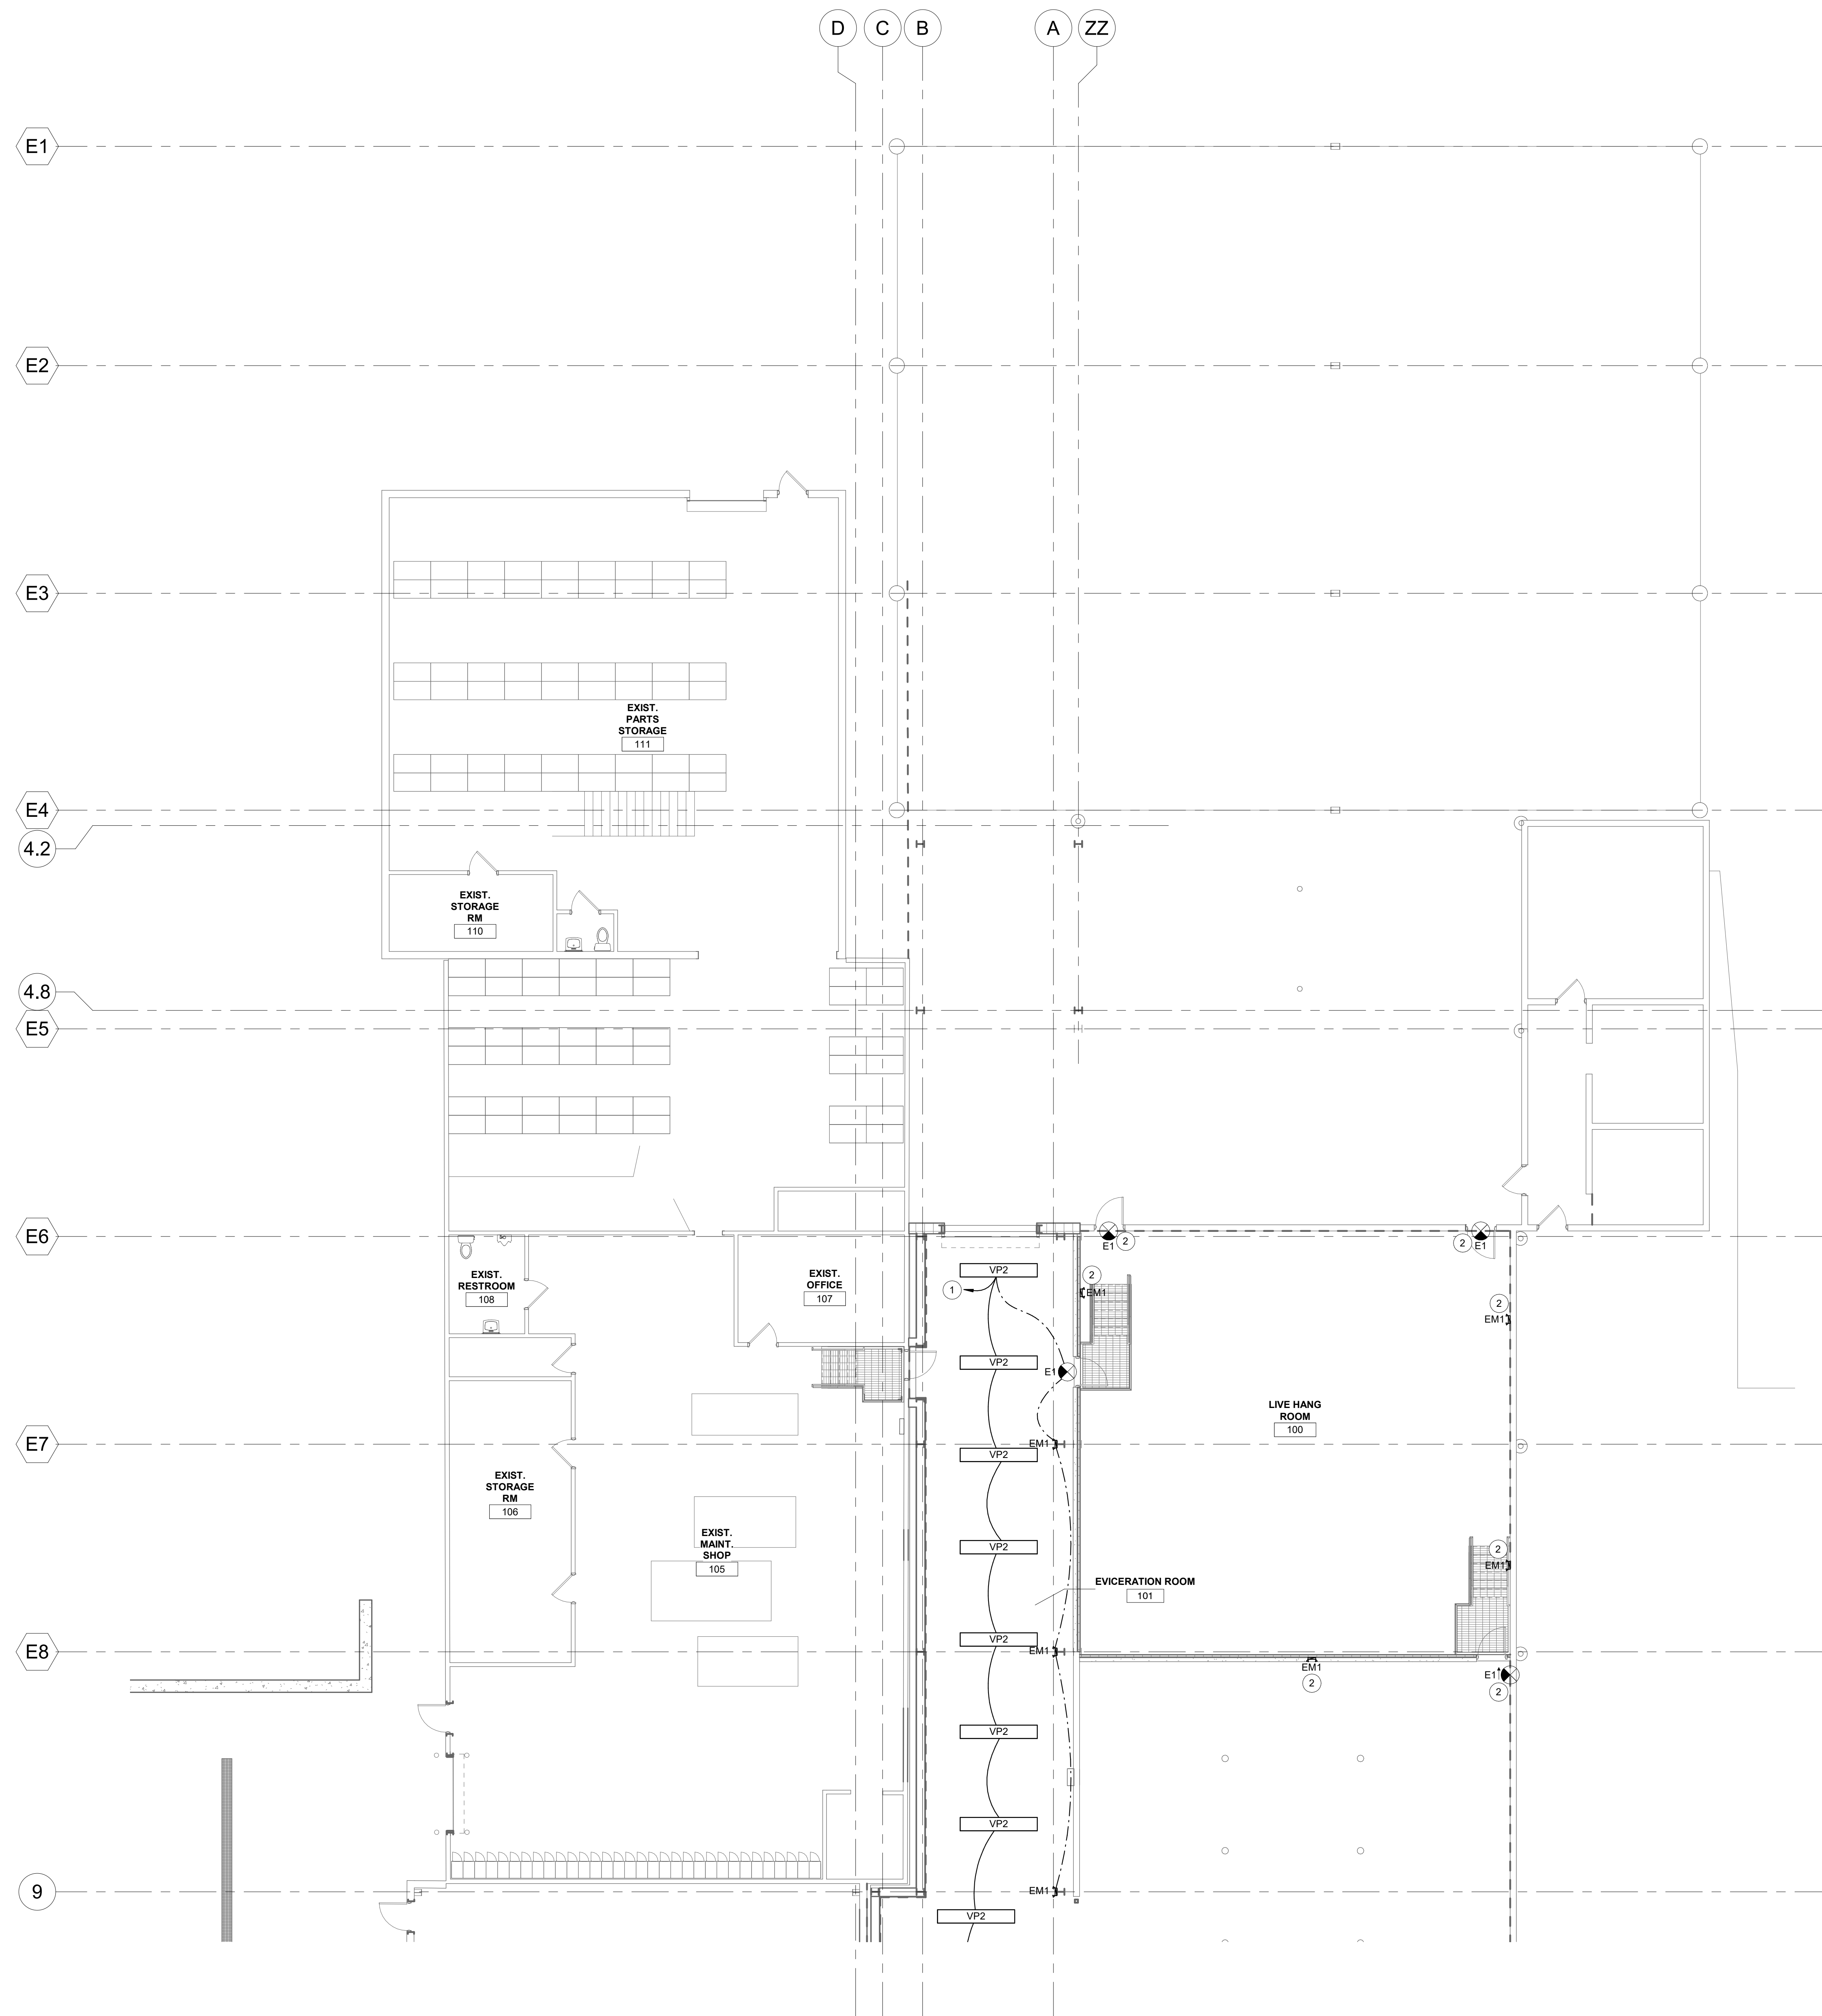 D
C
B
A
ZZ
E1
E2
E3
EXIST.
PARTS
STORAGE
111
E4
4.2
EXIST.
STORAGE
RM
110
4.8
E5
E6
E1
2
2
E1
VP2
EXIST.
RESTROOM
108
EXIST.
OFFICE
107
1
2
EM1
2
EM1
VP2
E1
LIVE HANG
ROOM
100
E7
EM1
VP2
EXIST.
STORAGE
RM
106
EXIST.
MAINT.
SHOP
105
VP2
2
EM1
EVICERATION ROOM
101
VP2
E8
EM1
EM1
2
E1
2
VP2
VP2
9
EM1
VP2